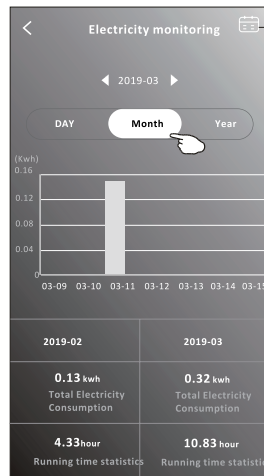 Electricity monitoring
2019-03
DAY Month Year
(Kwh)
0.16
0.12
0.08
0.04
0
03-09 03-10 03-11 03-12 03-13 03-14 03-15
2019-02 2019-03
0.13 kwh 0.32 kwh
Total Electricity Total Electricity
Consumption Consumption
4.33hour 10.83 hour
Running time statistics Running time statistic